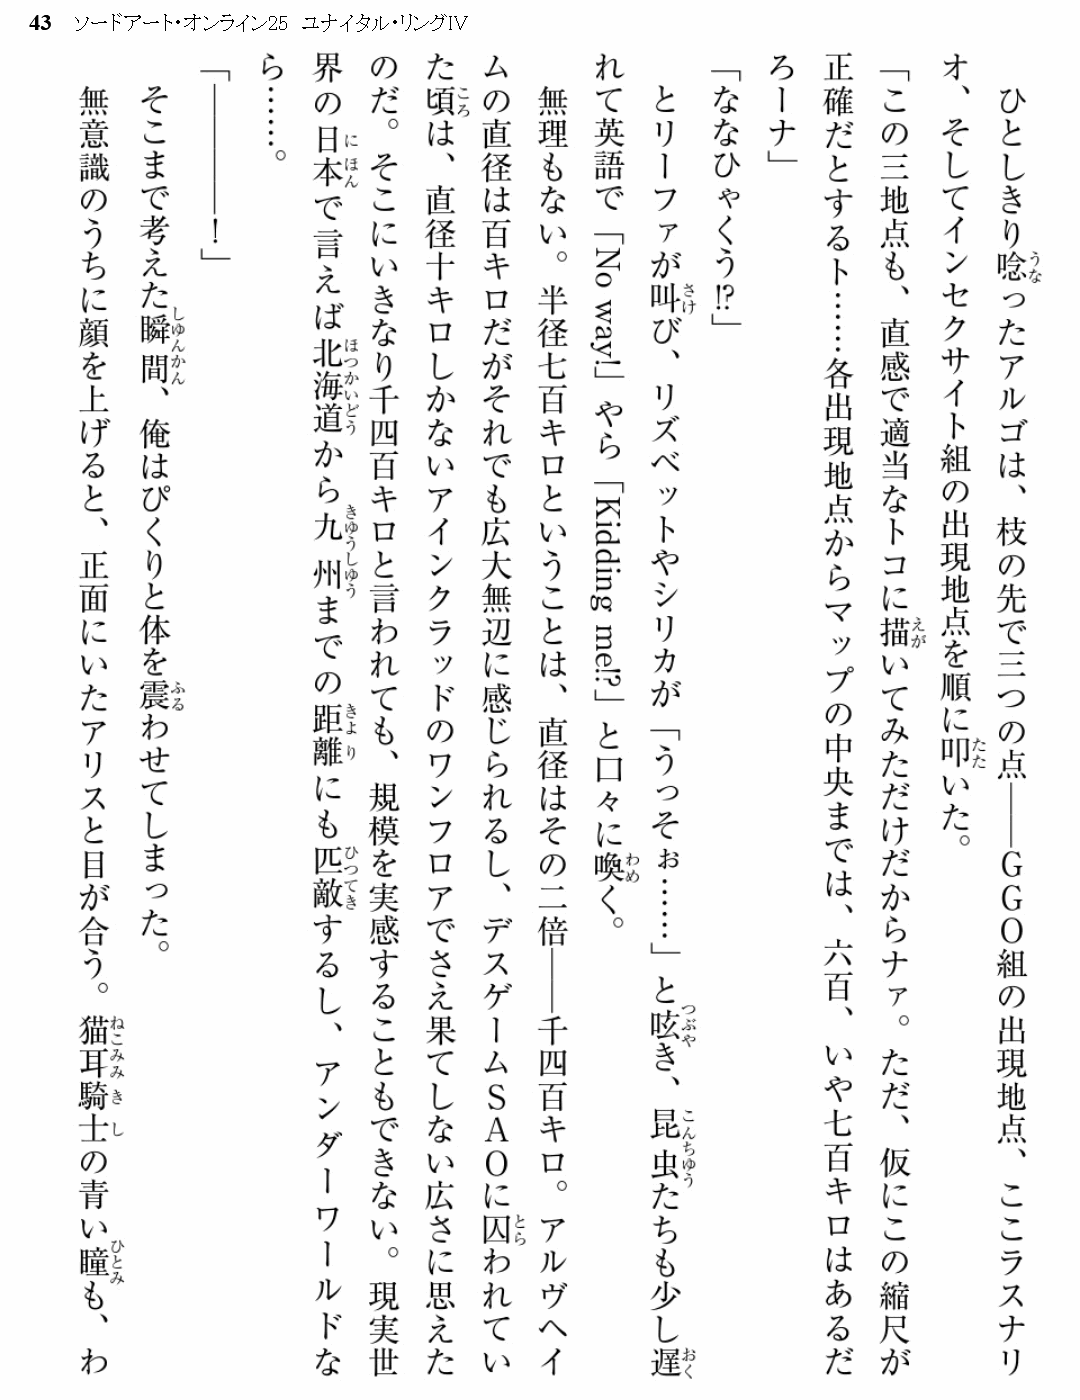 43 ソードアート・オンライン25 ユナイタル・リングⅣ
　ひとしきり唸ったアルゴは、枝の先で三つの点——ＧＧＯ組の出現地点、ここラスナリ
オ、そしてインセクサイト組の出現地点を順に叩いた。
「この三地点も、直感で適当なトコに描いてみただけだからナァ。ただ、仮にこの縮尺が
正確だとするト……各出現地点からマップの中央までは、六百、いや七百キロはあるだ
ろーナ」
「ななひゃくう!?」
　とリーファが叫び、リズベットやシリカが「うっそぉ……」と呟き、昆虫たちも少し遅
れて英語で「No way!」やら「Kidding me!?」と口々に喚く。
　無理もない。半径七百キロということは、直径はその二倍——千四百キロ。アルヴヘイ
ムの直径は百キロだがそれでも広大無辺に感じられるし、デスゲームＳＡＯに囚われてい
た頃は、直径十キロしかないアインクラッドのワンフロアでさえ果てしない広さに思えた
のだ。そこにいきなり千四百キロと言われても、規模を実感することもできない。現実世
界の日本で言えば北海道から九州までの距離にも匹敵するし、アンダーワールドな
ら……。
「————！」
　そこまで考えた瞬間、俺はぴくりと体を震わせてしまった。
　無意識のうちに顔を上げると、正面にいたアリスと目が合う。猫耳騎士の青い瞳も、わ